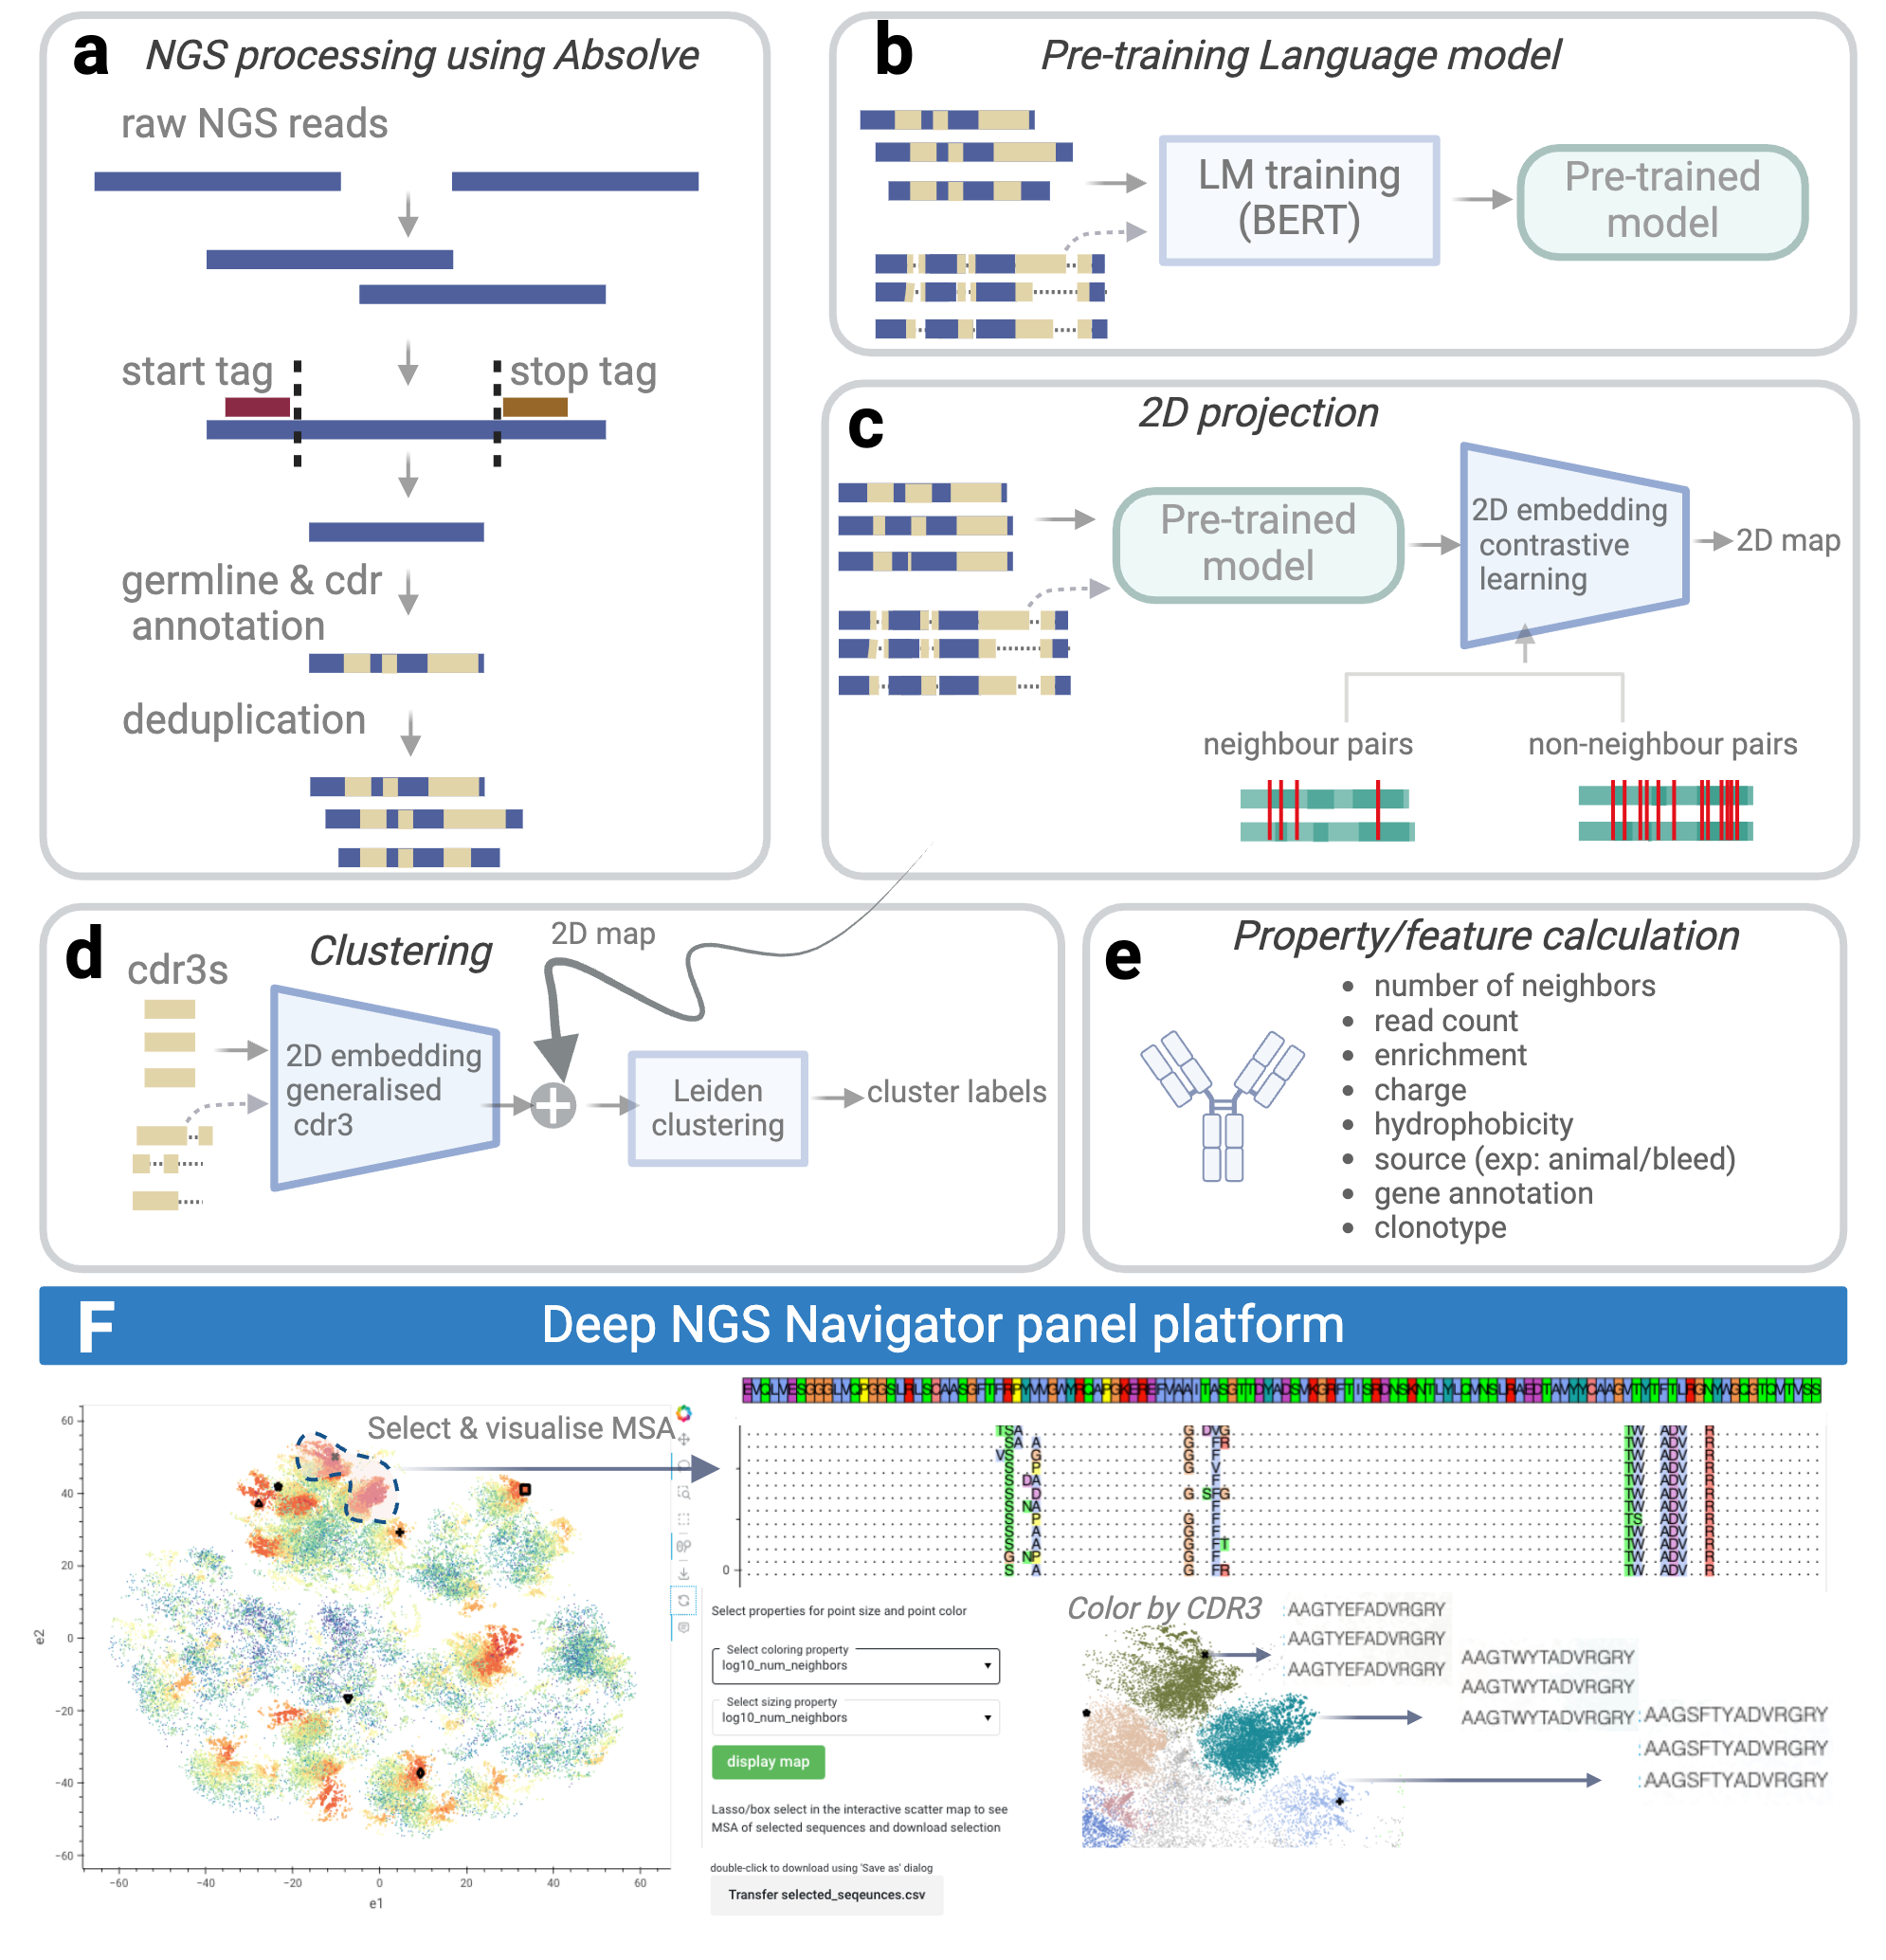 a
NGS processing using Absolve
raw NGS reads
start tag
stop tag
germline & cdr
annotation
deduplication
b
Pre-training Language model
LM training
(BERT)
Pre-trained
model
c
2D projection
Pre-trained
model
2D embedding
contrastive
learning
2D map
neighbour pairs
non-neighbour pairs
d
Clustering
2D map
cdr3s
2D embedding
generalised
cdr3
Leiden
clustering
cluster labels
e
Property/feature calculation
• number of neighbors
• read count
• enrichment
• charge
• hydrophobicity
• source (exp: animal/bleed)
• gene annotation
• clonotype
F
Deep NGS Navigator panel platform
Select & visualise MSA
60
40
20
0
−20
−40
−60
e2
−60 −40 −20 0 20 40 60
e1
0
Select properties for point size and point color
Select coloring property
log10_num_neighbors
Select sizing property
log10_num_neighbors
display map
Lasso/box select in the interactive scatter map to see
MSA of selected sequences and download selection
double-click to download using 'Save as' dialog
Transfer selected_seqeunces.csv
Color by CDR3
AAGTYEFADVRGRY
AAGTYEFADVRGRY
AAGTYEFADVRGRY
AAGTWYTADVRGRY
AAGTWYTADVRGRY
AAGTWYTADVRGRY
AAGSFTYADVRGRY
AAGSFTYADVRGRY
AAGSFTYADVRGRY